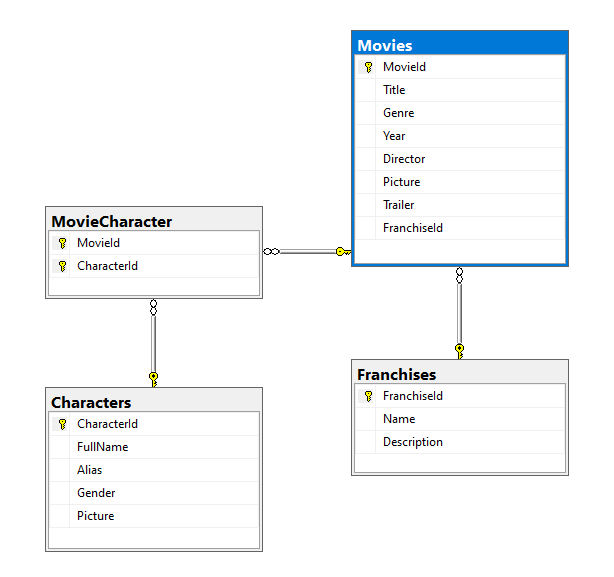 Movies
MovieId
Title
Genre
Year
Director
Picture
Trailer
FranchiseId
MovieCharacter
MovieId
CharacterId
Characters
CharacterId
FullName
Alias
Gender
Picture
Franchises
FranchiseId
Name
Description